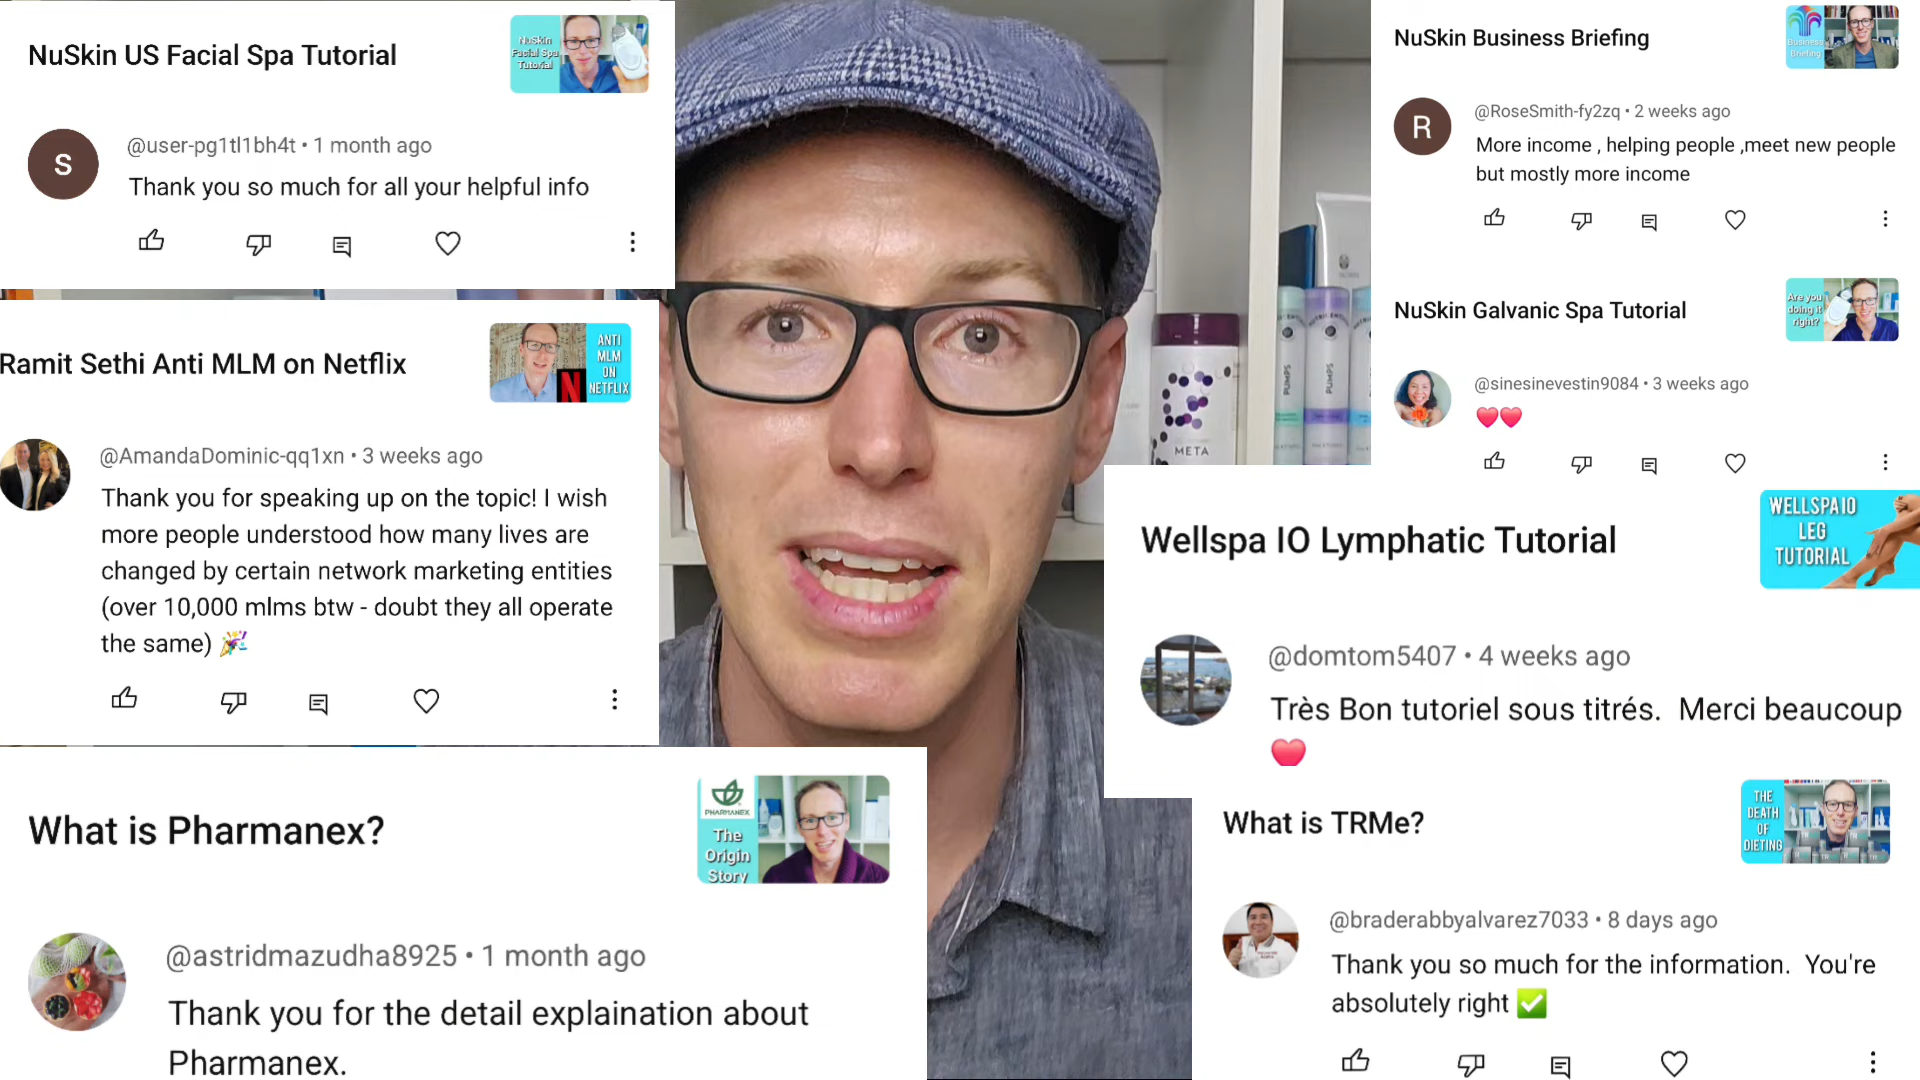 NuSkin US Facial Spa Tutorial
NuSkin
Facial Spa
Tutorial
S
@user-pg1tl1bh4t • 1 month ago
Thank you so much for all your helpful info
Ramit Sethi Anti MLM on Netflix
ANTI
MLM
ON
NETFLIX
N
@AmandaDominic-qq1xn • 3 weeks ago
Thank you for speaking up on the topic! I wish
more people understood how many lives are
changed by certain network marketing entities
(over 10,000 mlms btw - doubt they all operate
the same) 🎉
What is Pharmanex?
PHARMANEX
The
Origin
Story
@astridmazudha8925 • 1 month ago
Thank you for the detail explaination about
Pharmanex.
META
PUMPS
PUMPS
NuSkin Business Briefing
Business
Briefing
R
@RoseSmith-fy2zq • 2 weeks ago
More income , helping people ,meet new people
but mostly more income
NuSkin Galvanic Spa Tutorial
Are you
doing it
right?
@sinesinevestin9084 • 3 weeks ago
❤️❤️
Wellspa IO Lymphatic Tutorial
WELLSPA IO
LEG
TUTORIAL
@domtom5407 • 4 weeks ago
Très Bon tutoriel sous titrés.  Merci beaucoup
❤️
What is TRMe?
THE
DEATH
OF
DIETING
@braderabbyalvarez7033 • 8 days ago
Thank you so much for the information.  You're
absolutely right ✅